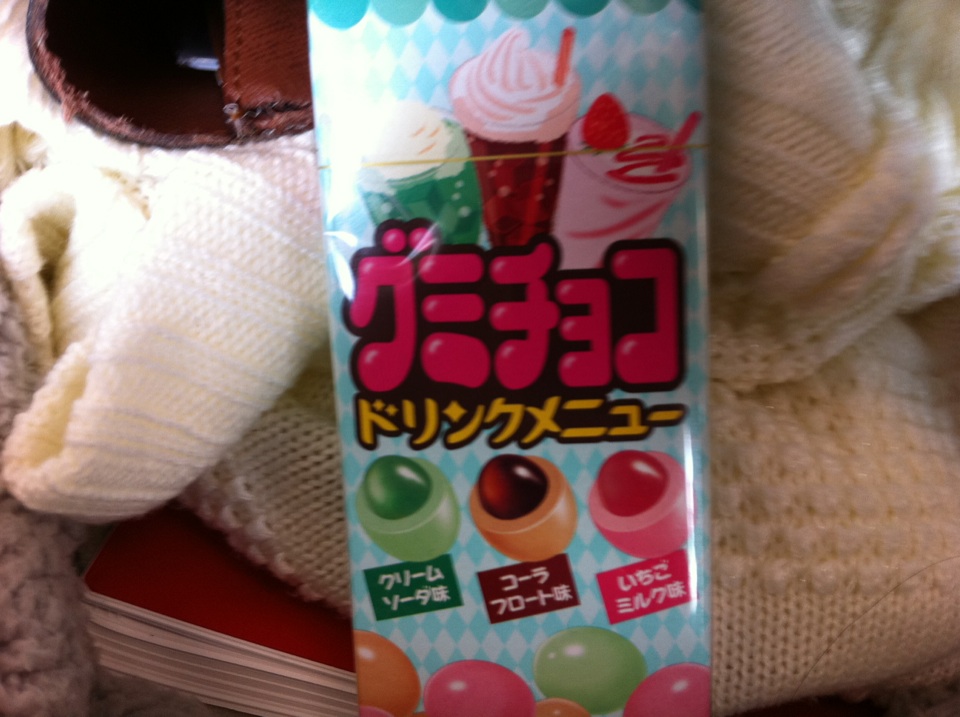 グミチョコ
ドリンクメニュー
クリーム
ソーダ味
コーラ
フロート味
いちご
ミルク味